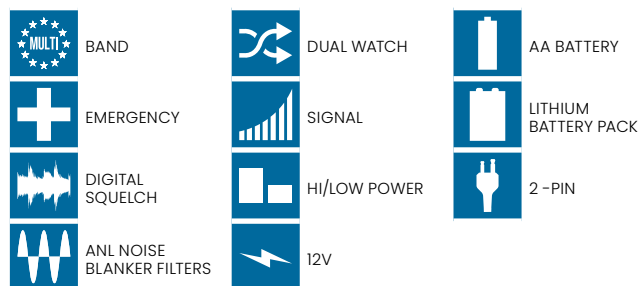 MULTI
BAND
EMERGENCY
DIGITAL
SQUELCH
ANL NOISE
BLANKER FILTERS
DUAL WATCH
SIGNAL
HI/LOW POWER
12V
AA BATTERY
LITHIUM
BATTERY PACK
2 -PIN